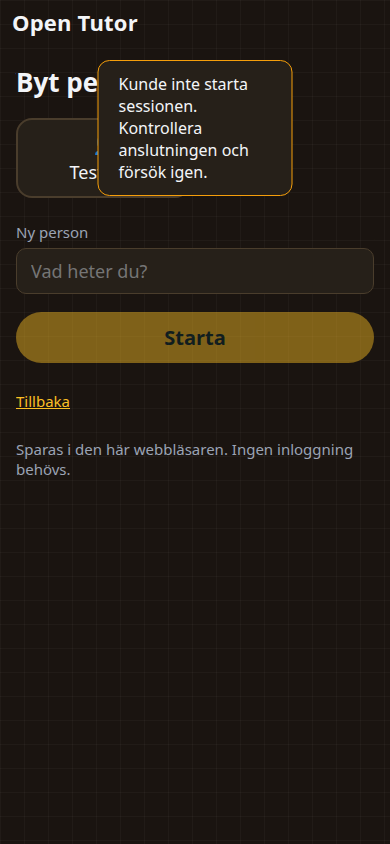 Open Tutor
Byt pe
Kunde inte starta
sessionen.
Kontrollera
anslutningen och
försök igen.
Tes
Ny person
Vad heter du?
Starta
Tillbaka
Sparas i den här webbläsaren. Ingen inloggning
behövs.